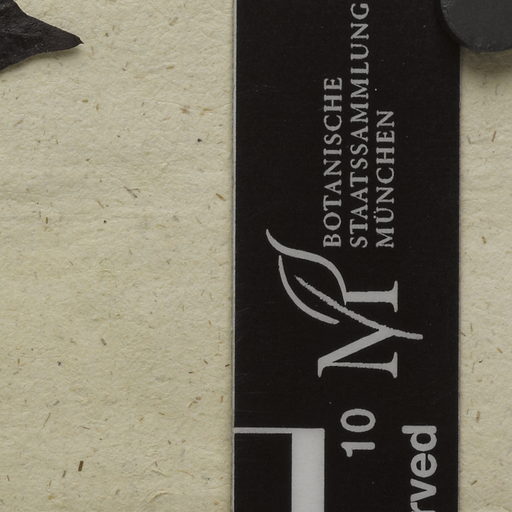 BOTANISCHE
STAATSSAMMLUNG
MÜNCHEN
M
10
rved